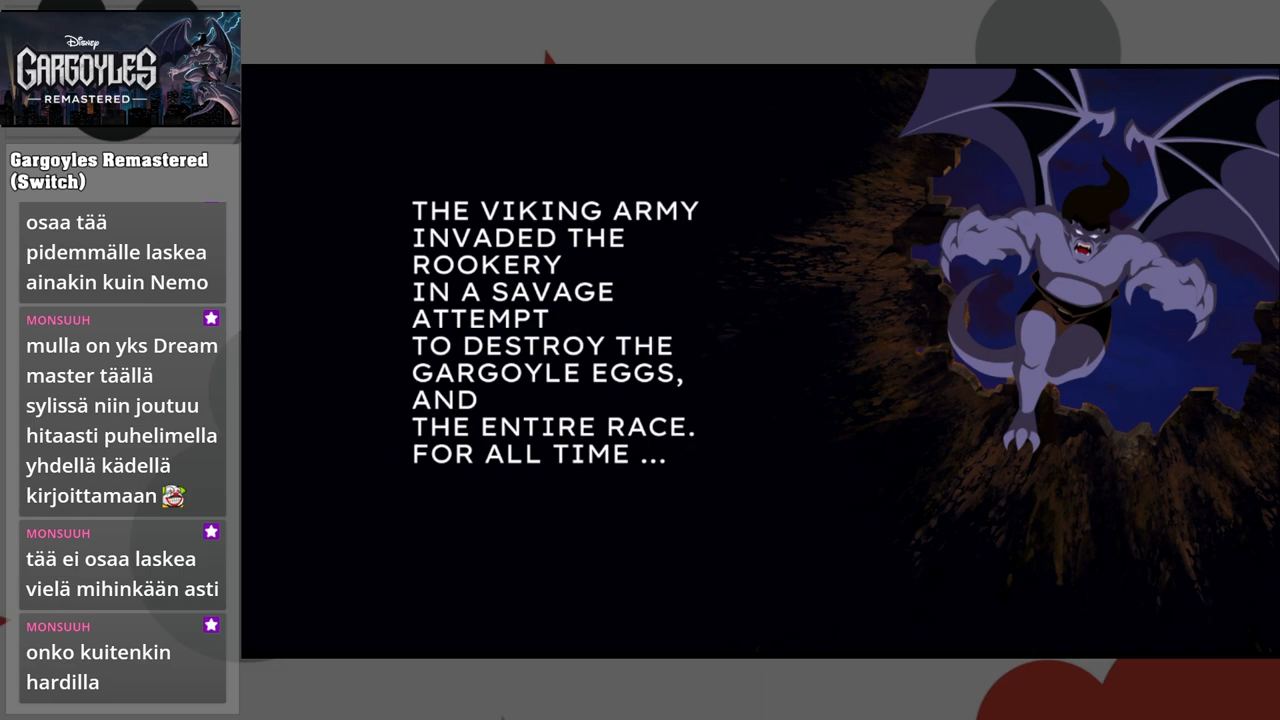 Disney
GARGOYLES
REMASTERED
Gargoyles Remastered
(Switch)
osaa tää
pidemmälle laskea
ainakin kuin Nemo
MONSUUH
mulla on yks Dream
master täällä
sylissä niin joutuu
hitaasti puhelimella
yhdellä kädellä
kirjoittamaan
MONSUUH
tää ei osaa laskea
vielä mihinkään asti
MONSUUH
onko kuitenkin
hardilla
THE VIKING ARMY
INVADED THE
ROOKERY
IN A SAVAGE
ATTEMPT
TO DESTROY THE
GARGOYLE EGGS,
AND
THE ENTIRE RACE.
FOR ALL TIME ...